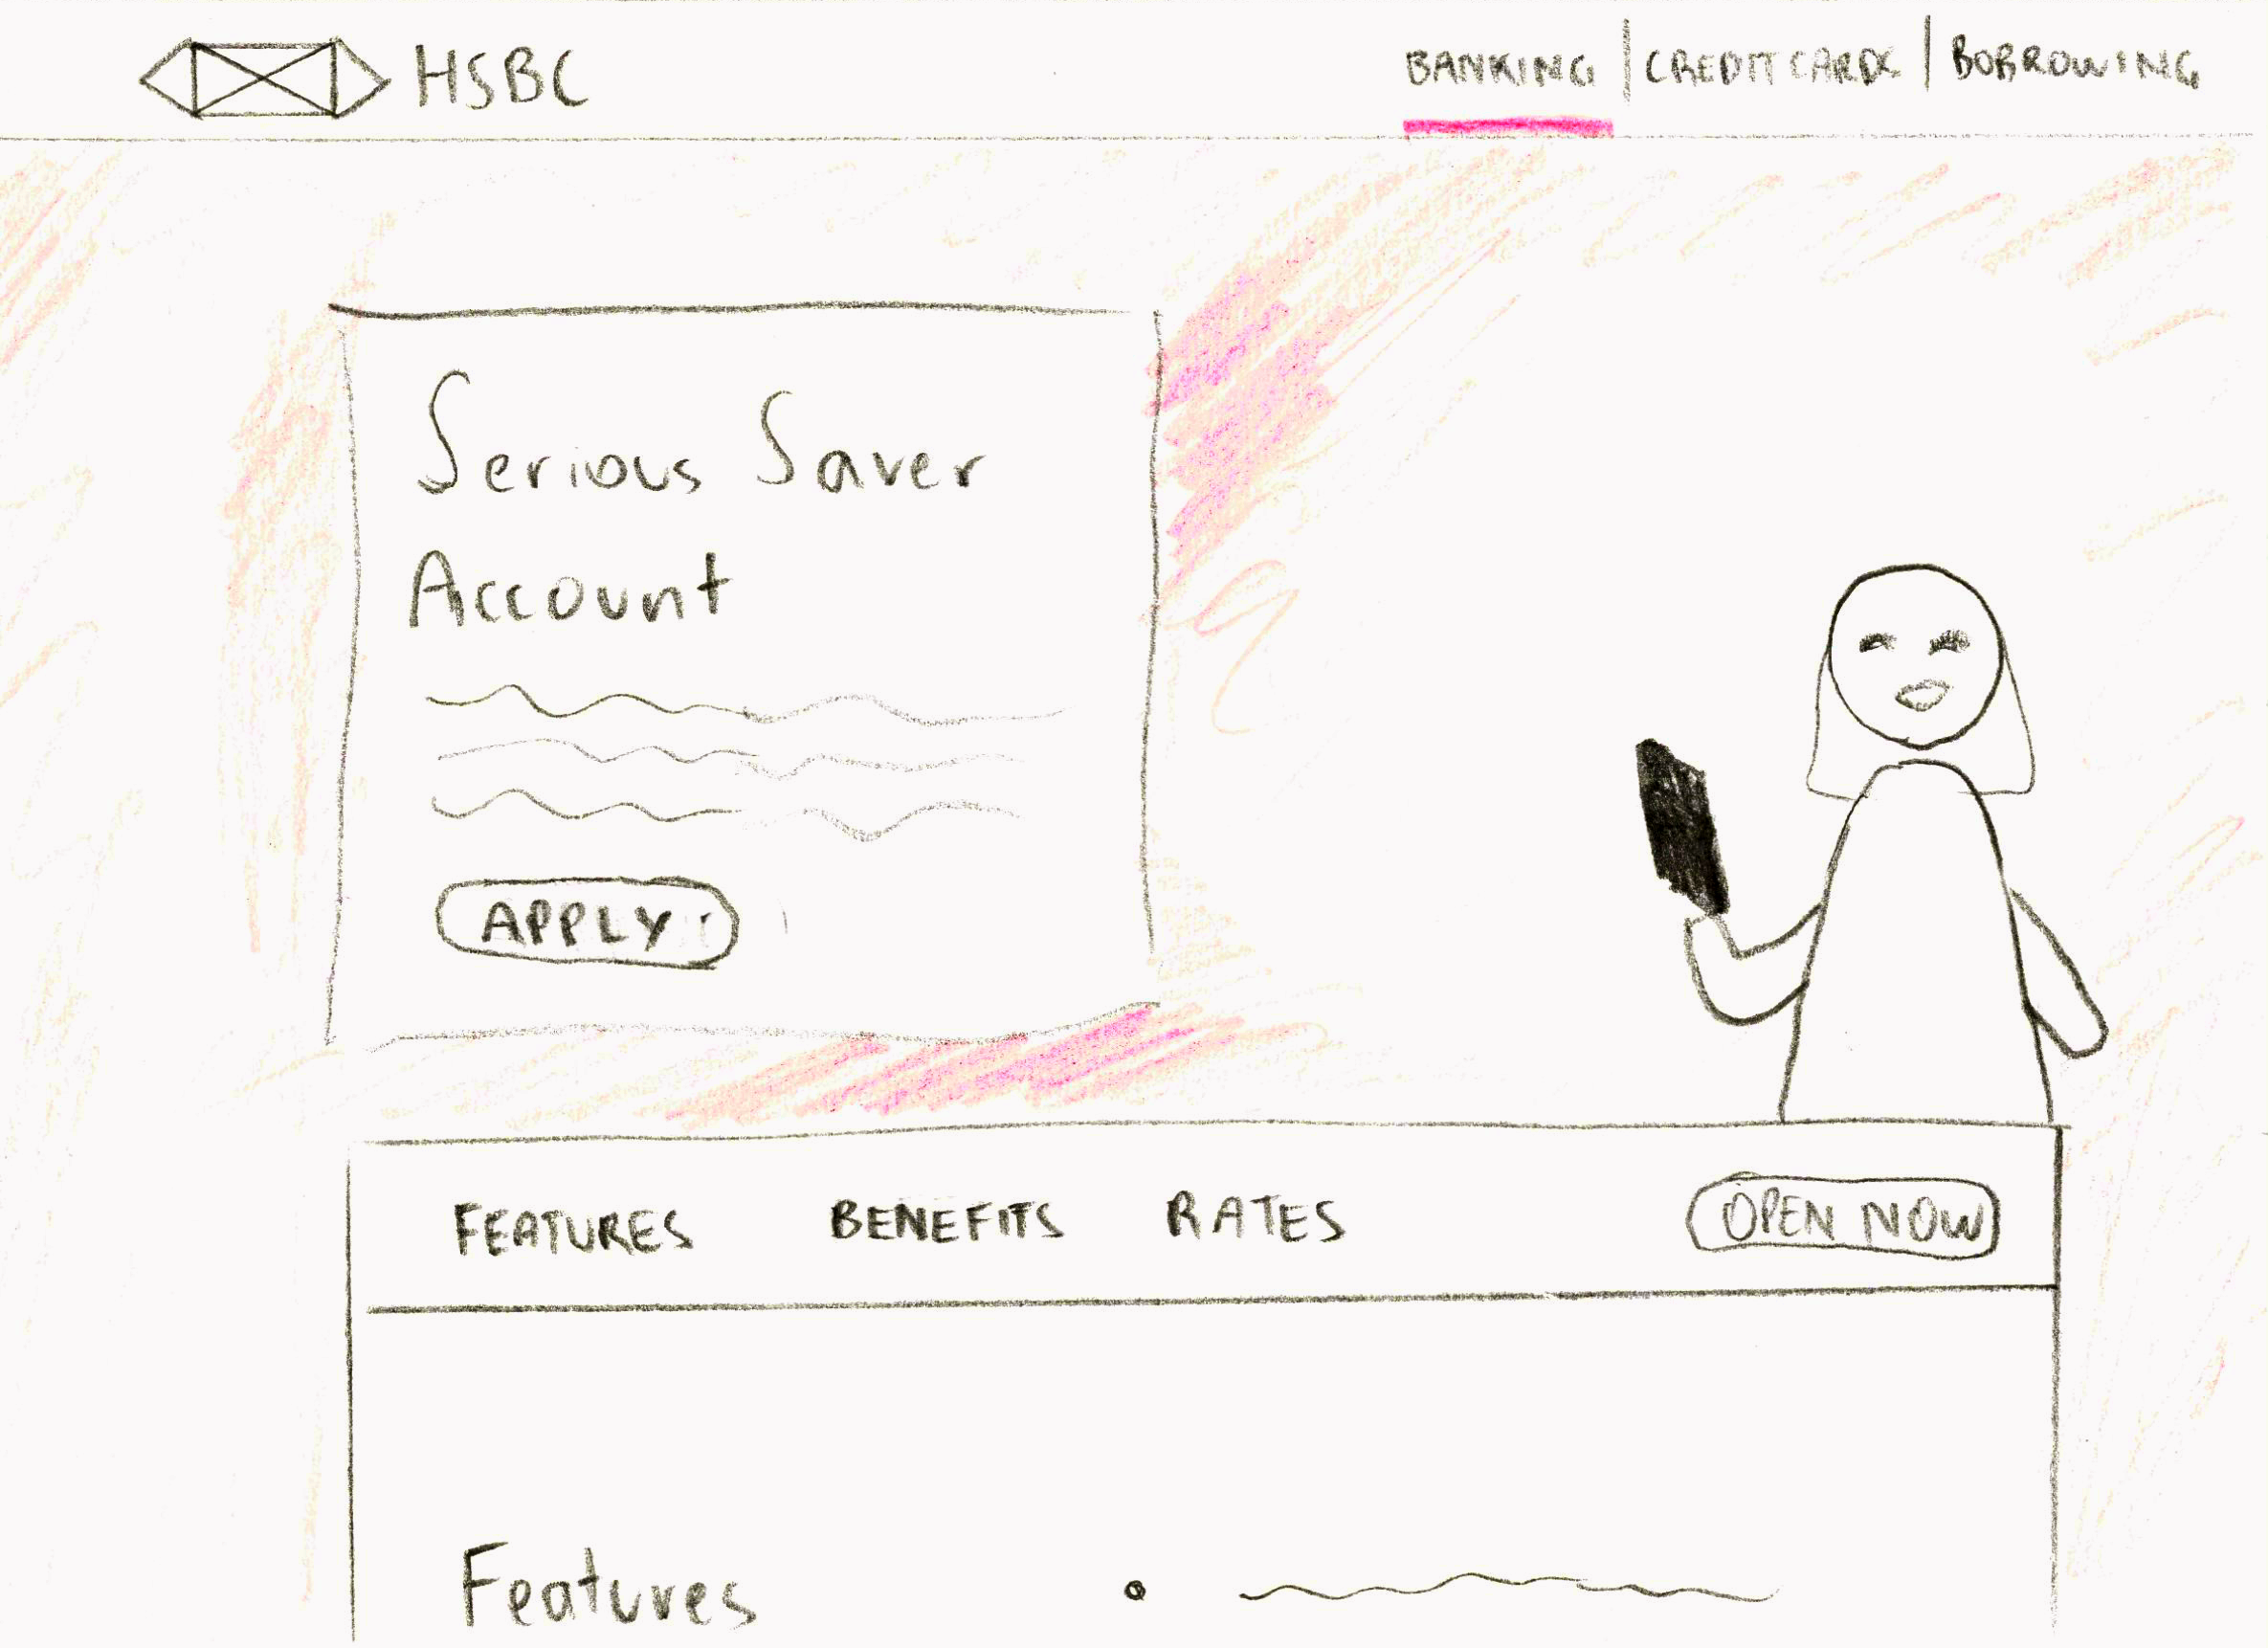 HSBC
BANKING | CREDIT CARDS | BORROWING
Serious Saver
Account
APPLY
FEATURES BENEFITS RATES OPEN NOW
Features